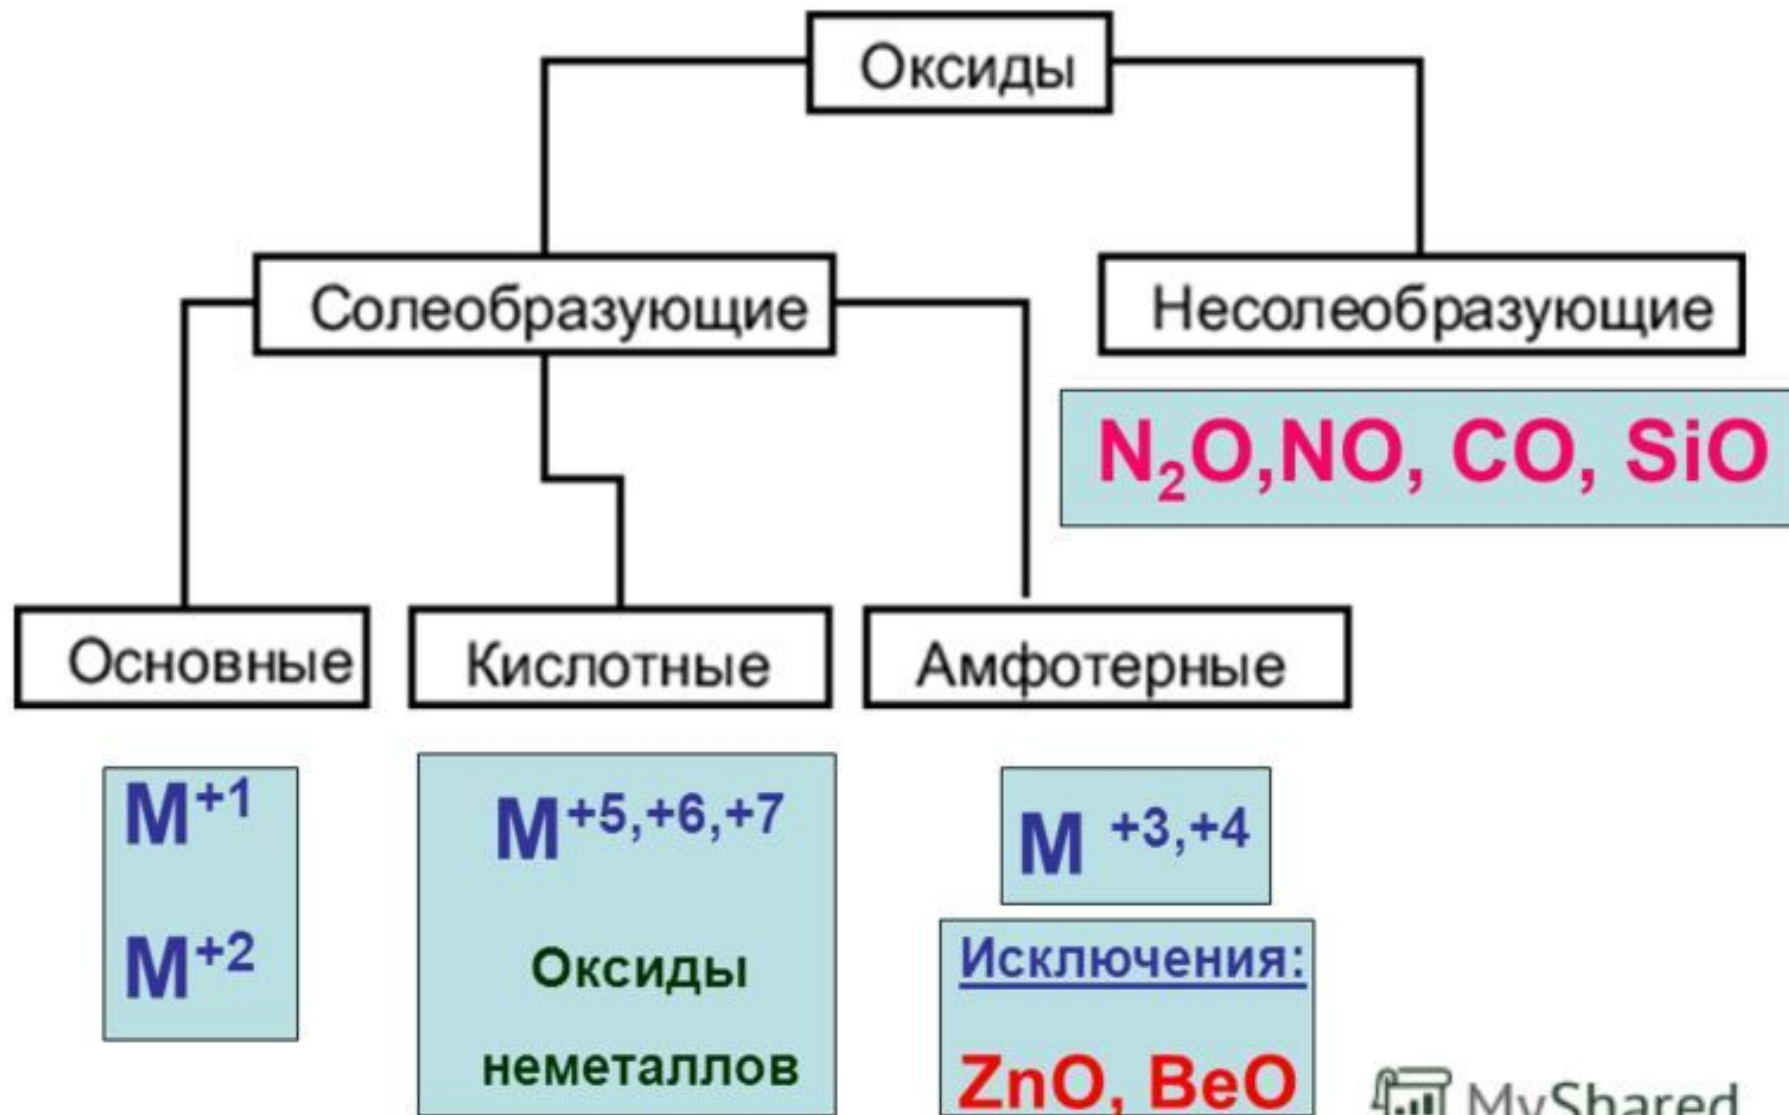 Оксиды
Солеобразующие
Несолеобразующие
N₂O,NO, CO, SiO
Основные
Кислотные
Амфотерные
M⁺¹
M⁺²
M⁺⁵,⁺⁶,⁺⁷
Оксиды
неметаллов
M ⁺³,⁺⁴
Исключения:
ZnO, BeO
MyShared